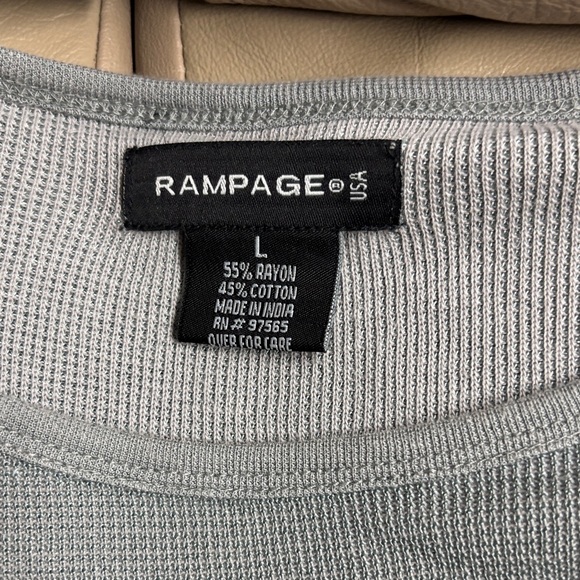 RAMPAGE® USA
L
55% RAYON
45% COTTON
MADE IN INDIA
RN # 97565
OVER FOR CARE